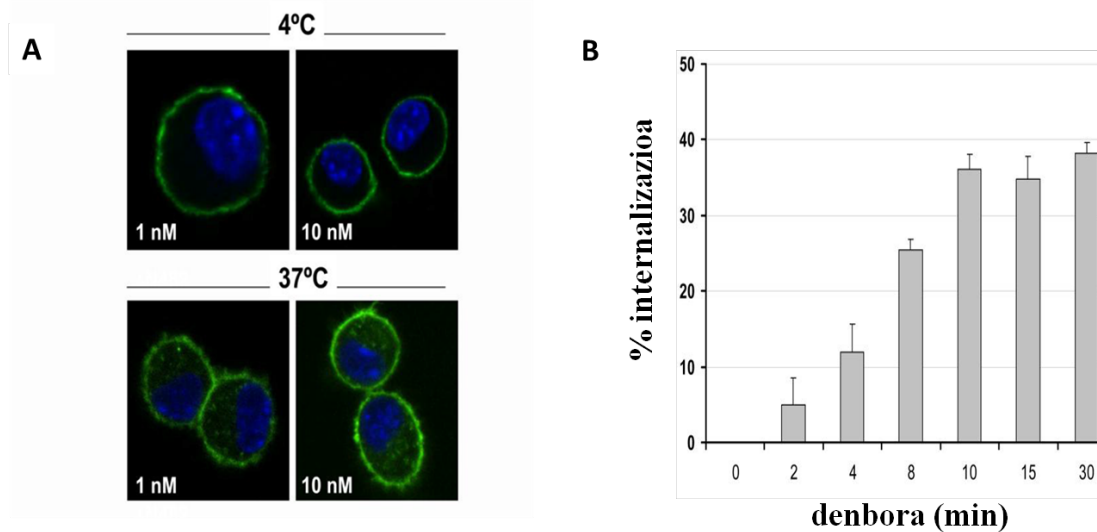 A
4ºC
1 nM
10 nM
37ºC
1 nM
10 nM
B
% internalizazioa
50
40
30
20
10
0
0 2 4 8 10 15 30
denbora (min)